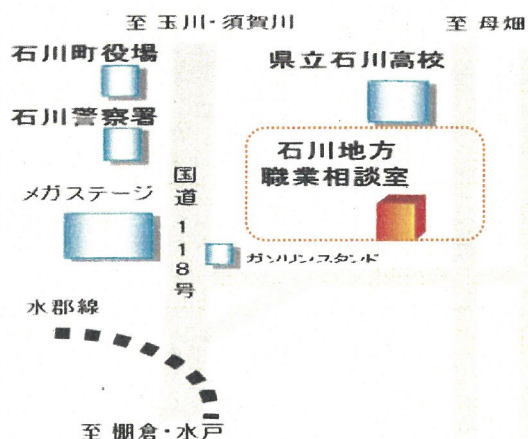 至 玉川・須賀川
至 母畑
石川町役場
県立石川高校
石川警察署
石川地方
職業相談室
国道118号
メガステージ
ガソリンスタンド
水郡線
至 棚倉・水戸